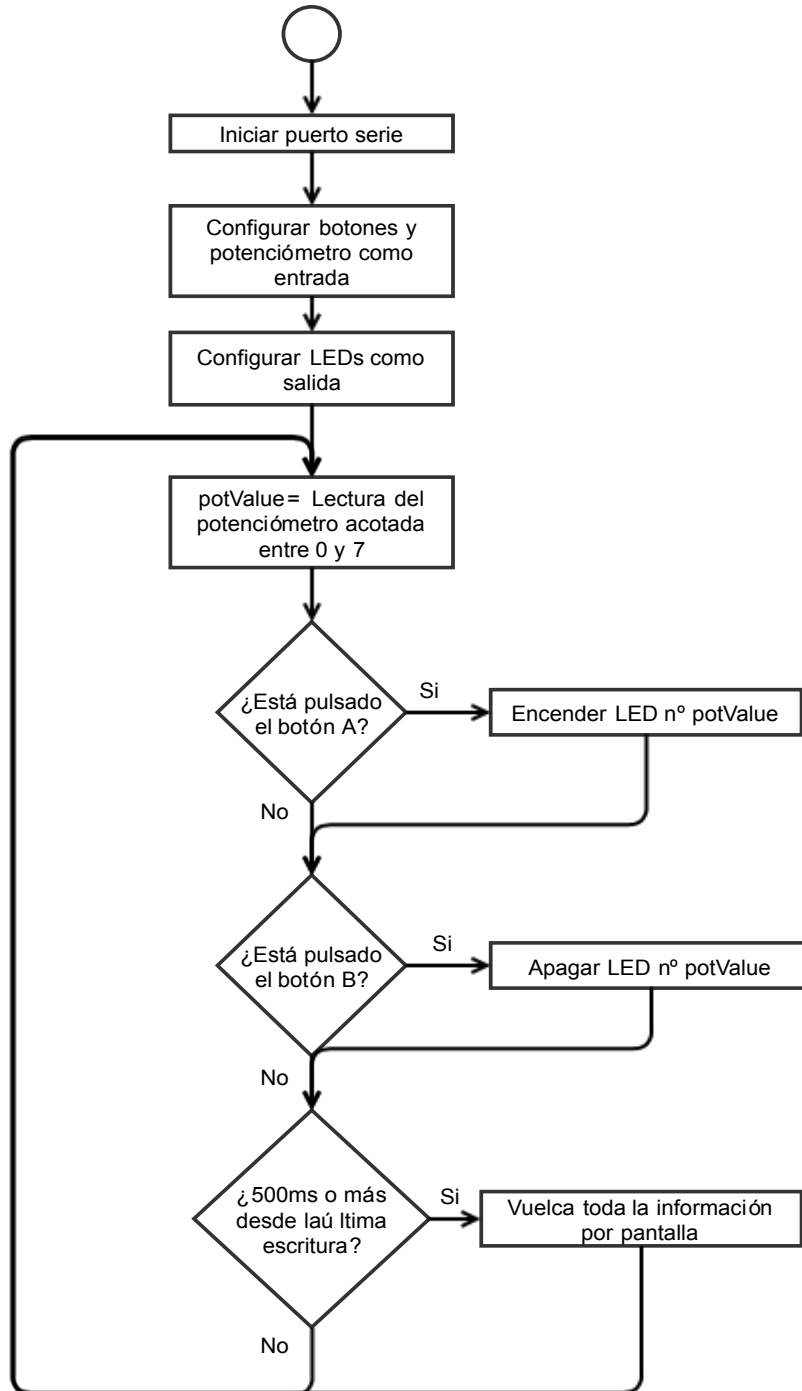 Iniciar puerto serie
Configurar botones y
potenciómetro como
entrada
Configurar LEDs como
salida
potValue= Lectura del
potenciómetro acotada
entre 0 y 7
¿Está pulsado
el botón A?
Si
Encender LED nº potValue
No
¿Está pulsado
el botón B?
Si
Apagar LED nº potValue
No
¿500ms o más
desde laú ltima
escritura?
Si
Vuelca toda la información
por pantalla
No